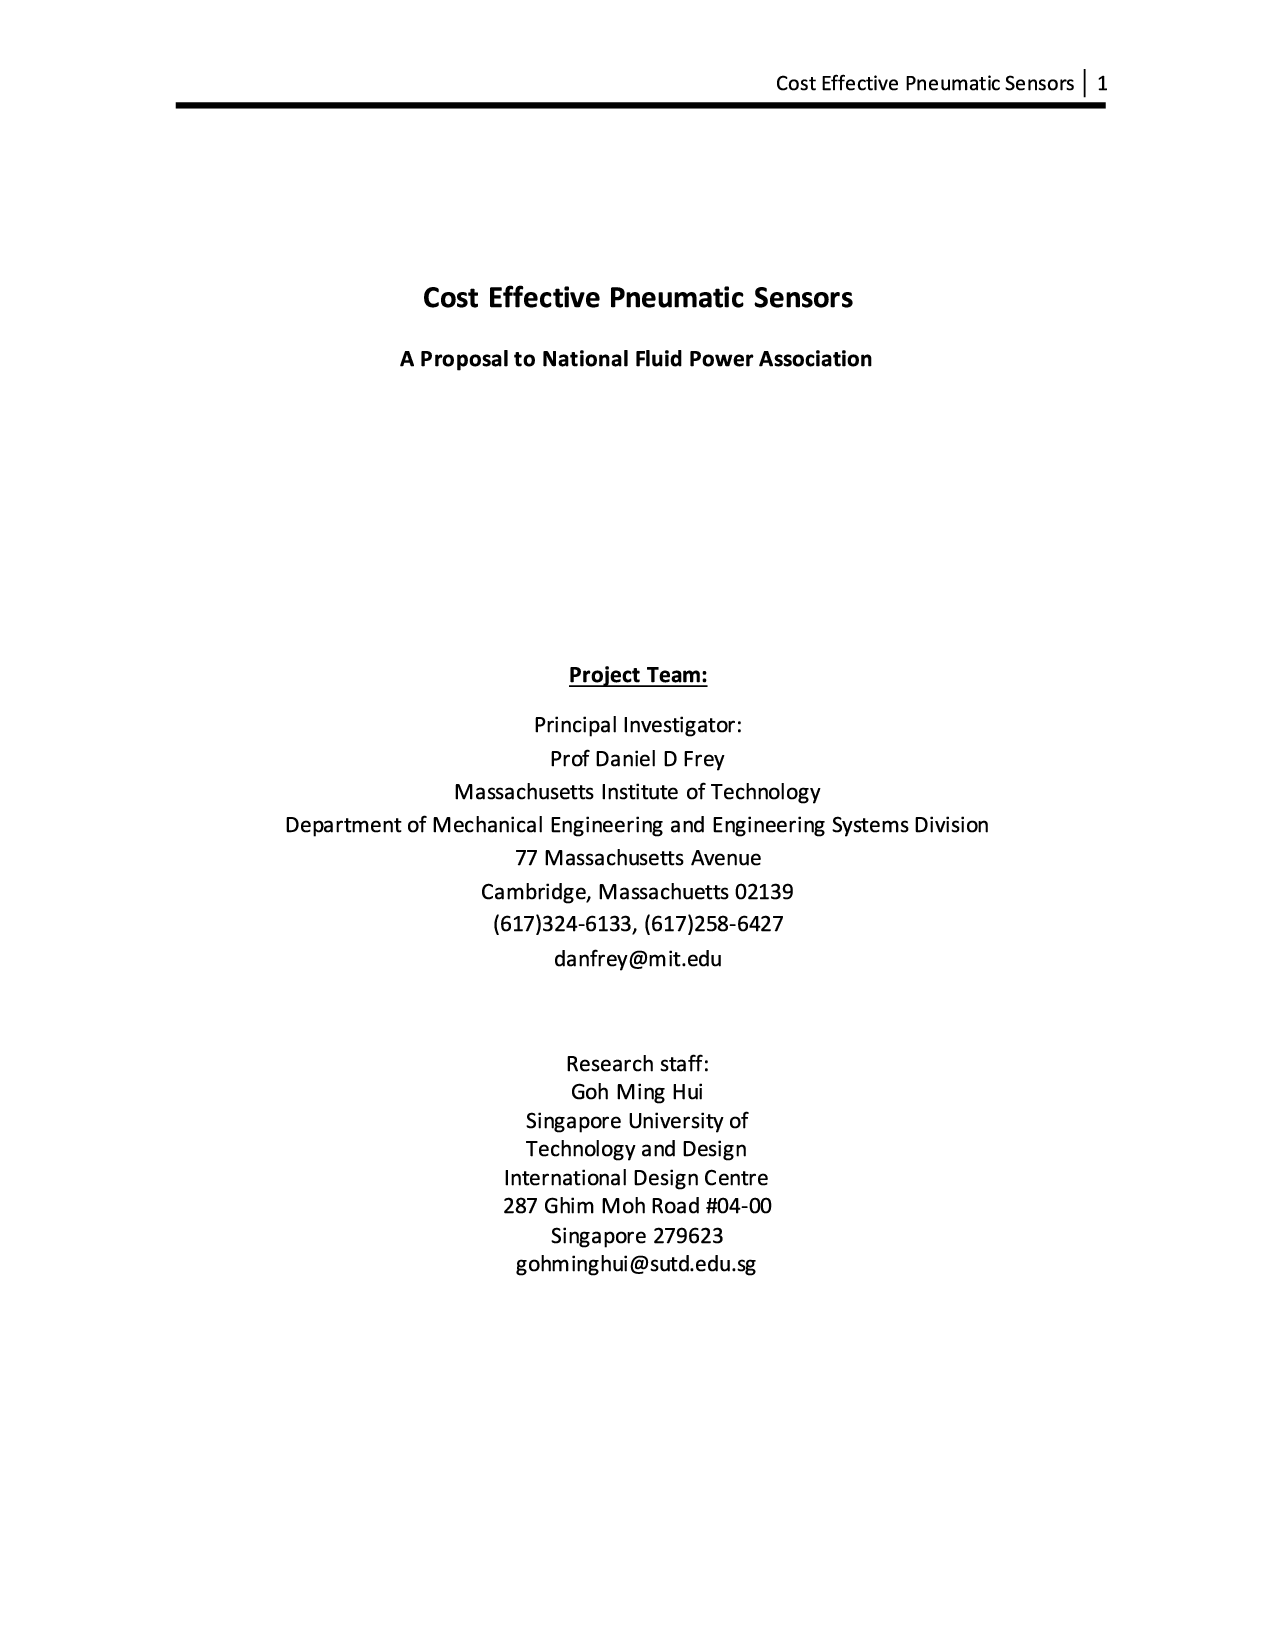 Cost Effective Pneumatic Sensors | 1
Cost Effective Pneumatic Sensors
A Proposal to National Fluid Power Association
Project Team:
Principal Investigator:
Prof Daniel D Frey
Massachusetts Institute of Technology
Department of Mechanical Engineering and Engineering Systems Division
77 Massachusetts Avenue
Cambridge, Massachuetts 02139
(617)324-6133, (617)258-6427
danfrey@mit.edu
Research staff:
Goh Ming Hui
Singapore University of
Technology and Design
International Design Centre
287 Ghim Moh Road #04-00
Singapore 279623
gohminghui@sutd.edu.sg